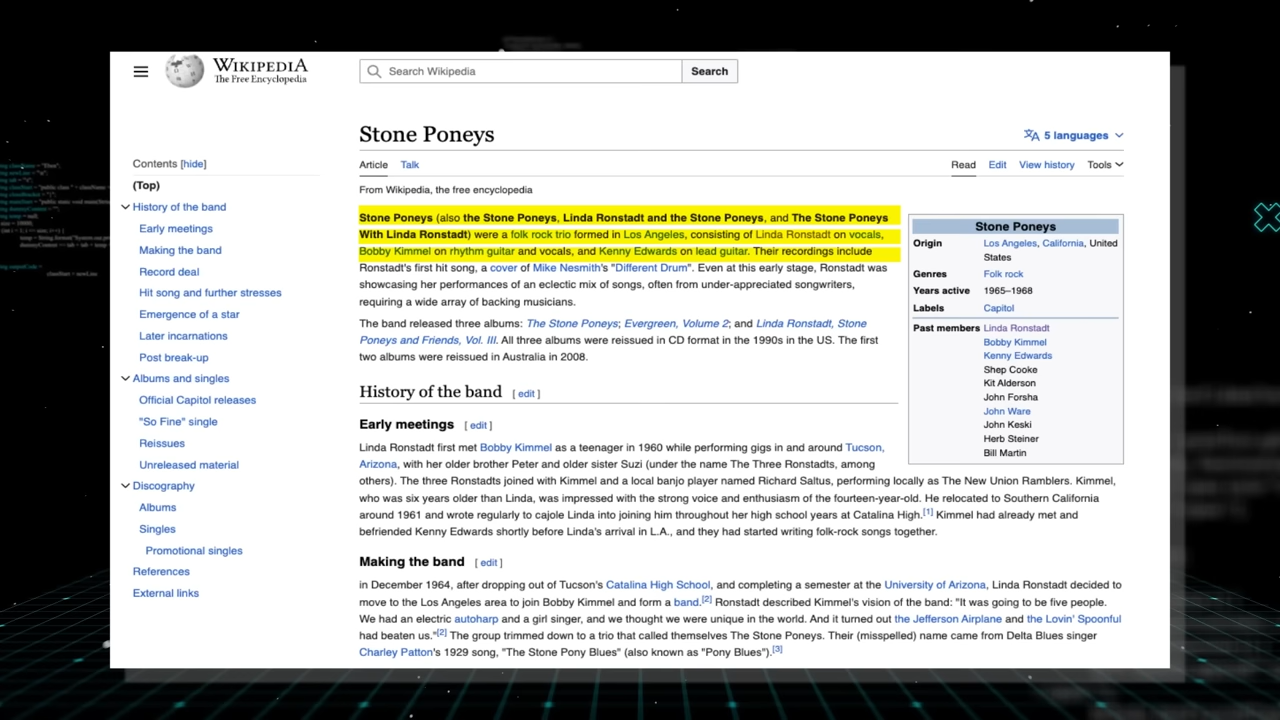 WIKIPEDIA
The Free Encyclopedia
Search Wikipedia
Search
Stone Poneys
5 languages
Contents [hide]
Article Talk
Read Edit View history Tools
(Top)
From Wikipedia, the free encyclopedia
History of the band
Early meetings
Making the band
Record deal
Hit song and further stresses
Emergence of a star
Later incarnations
Post break-up
Albums and singles
Official Capitol releases
"So Fine" single
Reissues
Unreleased material
Discography
Albums
Singles
Promotional singles
References
External links
Stone Poneys (also the Stone Poneys, Linda Ronstadt and the Stone Poneys, and The Stone Poneys
With Linda Ronstadt) were a folk rock trio formed in Los Angeles, consisting of Linda Ronstadt on vocals,
Bobby Kimmel on rhythm guitar and vocals, and Kenny Edwards on lead guitar. Their recordings include
Ronstadt's first hit song, a cover of Mike Nesmith's "Different Drum". Even at this early stage, Ronstadt was
showcasing her performances of an eclectic mix of songs, often from under-appreciated songwriters,
requiring a wide array of backing musicians.
The band released three albums: The Stone Poneys; Evergreen, Volume 2; and Linda Ronstadt, Stone
Poneys and Friends, Vol. III. All three albums were reissued in CD format in the 1990s in the US. The first
two albums were reissued in Australia in 2008.
Stone Poneys
Origin Los Angeles, California, United
States
Genres Folk rock
Years active 1965–1968
Labels Capitol
Past members Linda Ronstadt
Bobby Kimmel
Kenny Edwards
Shep Cooke
Kit Alderson
John Forsha
John Ware
John Keski
Herb Steiner
Bill Martin
History of the band [ edit ]
Early meetings [ edit ]
Linda Ronstadt first met Bobby Kimmel as a teenager in 1960 while performing gigs in and around Tucson,
Arizona, with her older brother Peter and older sister Suzi (under the name The Three Ronstadts, among
others). The three Ronstadts joined with Kimmel and a local banjo player named Richard Saltus, performing locally as The New Union Ramblers. Kimmel,
who was six years older than Linda, was impressed with the strong voice and enthusiasm of the fourteen-year-old. He relocated to Southern California
around 1961 and wrote regularly to cajole Linda into joining him throughout her high school years at Catalina High.[1] Kimmel had already met and
befriended Kenny Edwards shortly before Linda's arrival in L.A., and they had started writing folk-rock songs together.
Making the band [ edit ]
in December 1964, after dropping out of Tucson's Catalina High School, and completing a semester at the University of Arizona, Linda Ronstadt decided to
move to the Los Angeles area to join Bobby Kimmel and form a band.[2] Ronstadt described Kimmel's vision of the band: "It was going to be five people.
We had an electric autoharp and a girl singer, and we thought we were unique in the world. And it turned out the Jefferson Airplane and the Lovin' Spoonful
had beaten us."[2] The group trimmed down to a trio that called themselves The Stone Poneys. Their (misspelled) name came from Delta Blues singer
Charley Patton's 1929 song, "The Stone Pony Blues" (also known as "Pony Blues").[3]